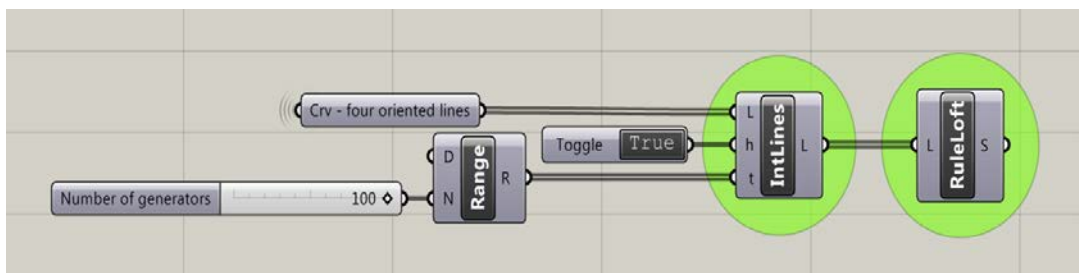 Crv - four oriented lines
Toggle True
Number of generators 100
D
N
Range
R
L
h
t
IntLines
L
L
RuleLoft
S